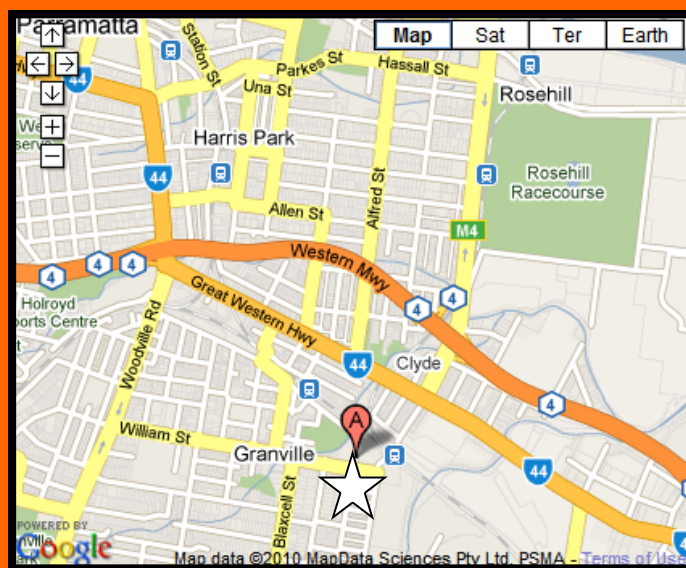 Parramatta
Map
Sat
Ter
Earth
Station St
Parkes St
Hassall St
44
Una St
Rosehill
Harris Park
44
Rosehill
Racecourse
Alfred St
Allen St
M4
Western Mwy
4
4
4
Great Western Hwy
4
4
Holroyd
Sports Centre
Woodville Rd
44
Clyde
4
A
William St
Granville
44
Blaxcell St
POWERED BY
Google
Map data ©2010 MapData Sciences Pty Ltd, PSMA - Terms of Use